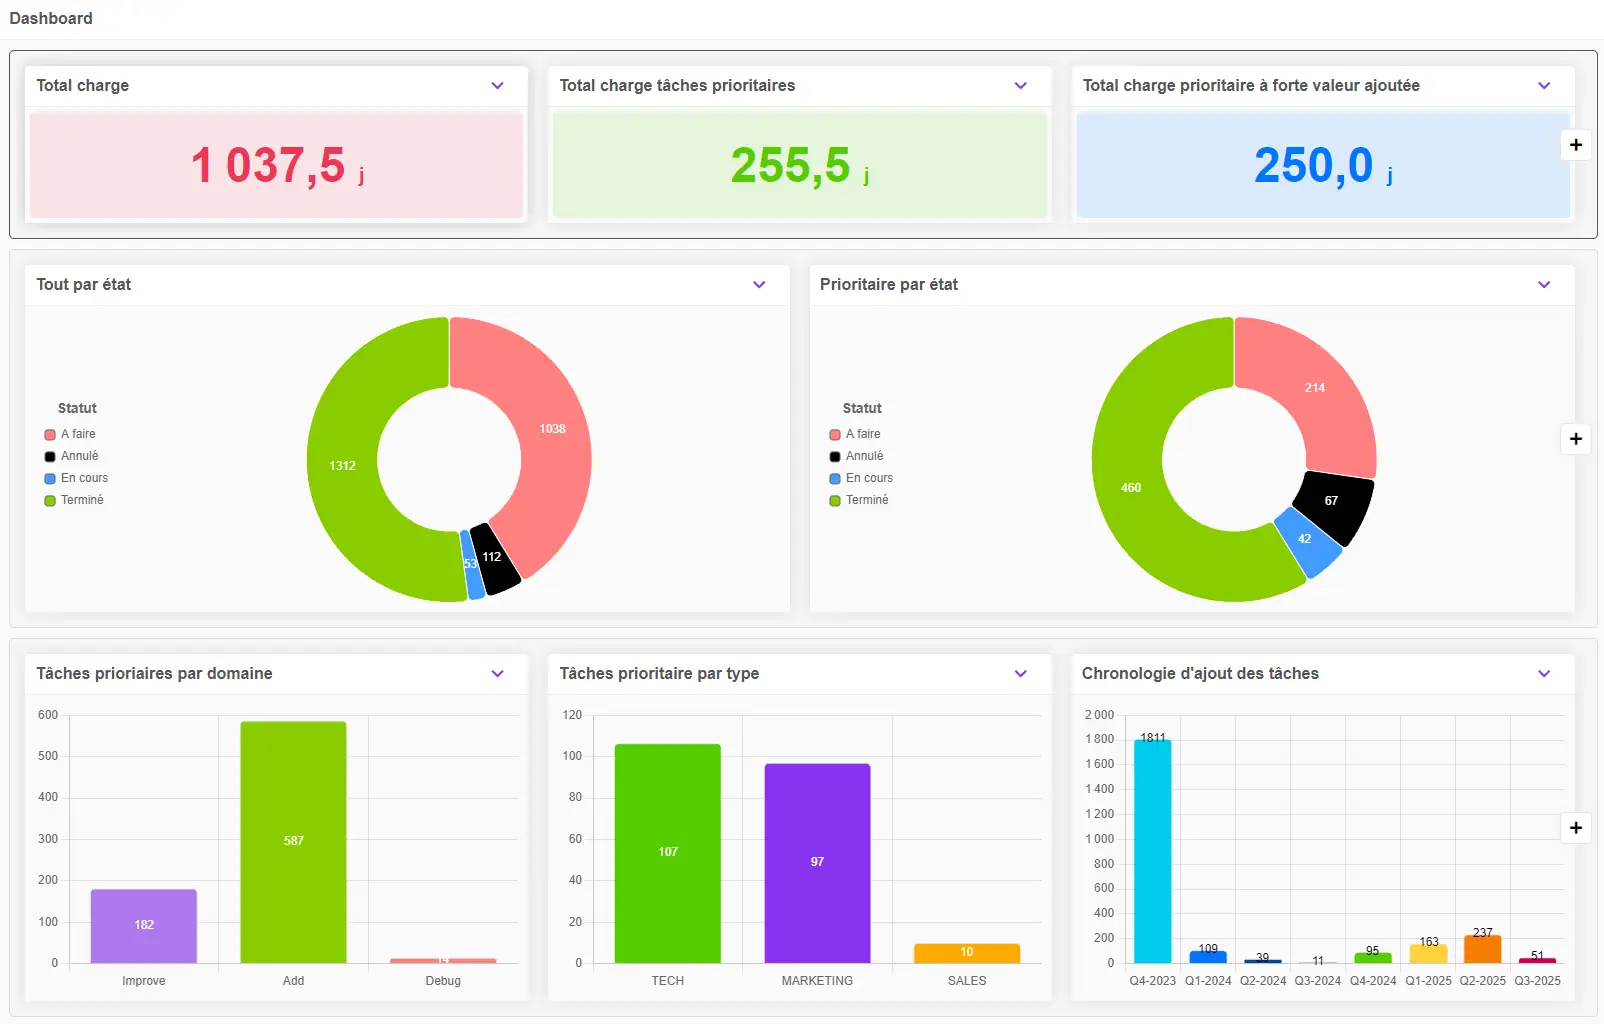 Dashboard
Total charge
1 037,5 j
Total charge tâches prioritaires
255,5 j
Total charge prioritaire à forte valeur ajoutée
250,0 j
+
Tout par état
Statut
A faire
Annulé
En cours
Terminé
1038
1312
112
53
Prioritaire par état
Statut
A faire
Annulé
En cours
Terminé
214
460
67
42
+
Tâches prioriaires par domaine
600
500
400
300
200
100
0
182
587
Improve
Add
Debug
Tâches prioritaire par type
120
100
80
60
40
20
0
107
97
10
TECH
MARKETING
SALES
Chronologie d'ajout des tâches
2 000
1 800
1 600
1 400
1 200
1 000
800
600
400
200
0
1811
109
39
11
95
163
237
51
Q4-2023
Q1-2024
Q2-2024
Q3-2024
Q4-2024
Q1-2025
Q2-2025
Q3-2025
+